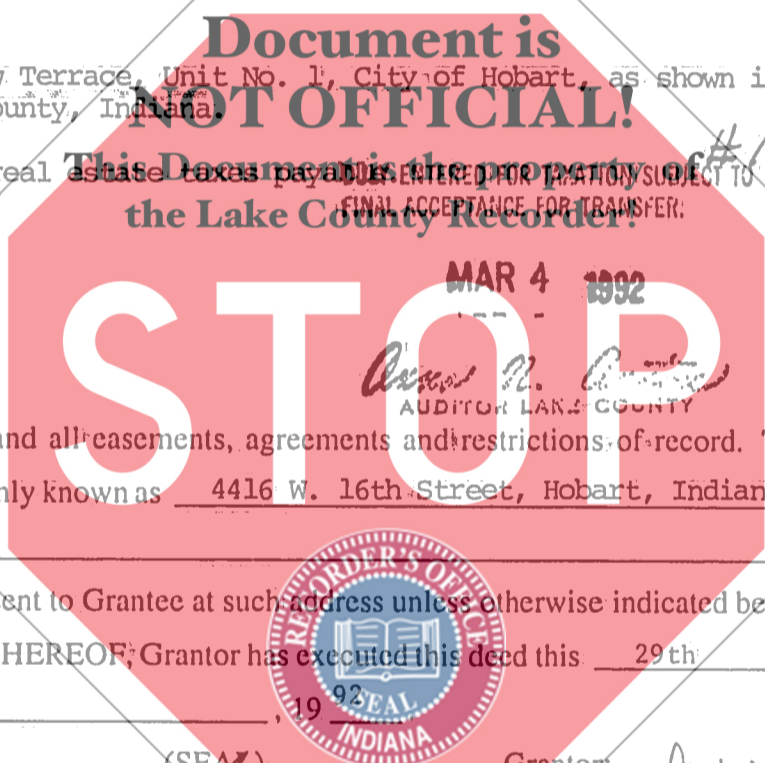 Document is
Terrace, Unit No. 1, City of Hobart, as shown i
ounty, Indiana.
NOT OFFICIAL!
real estate taxes payable
This Document is the property of
#
DULY ENTERED FOR TAXATION SUBJECT TO
the Lake County Recorder!
FINAL ACCEPTANCE FOR TRANSFER.
MAR 4 1992
STOP
AUDITOR LAKE COUNTY
and all easements, agreements and restrictions of record.
nly known as 4416 W. 16th Street, Hobart, Indian
ent to Grantee at such address unless otherwise indicated be
HEREOF, Grantor has executed this deed this 29th
, 19 92
RECORDER'S OFFICE
SEAL
INDIANA
(SEAL) Grantor